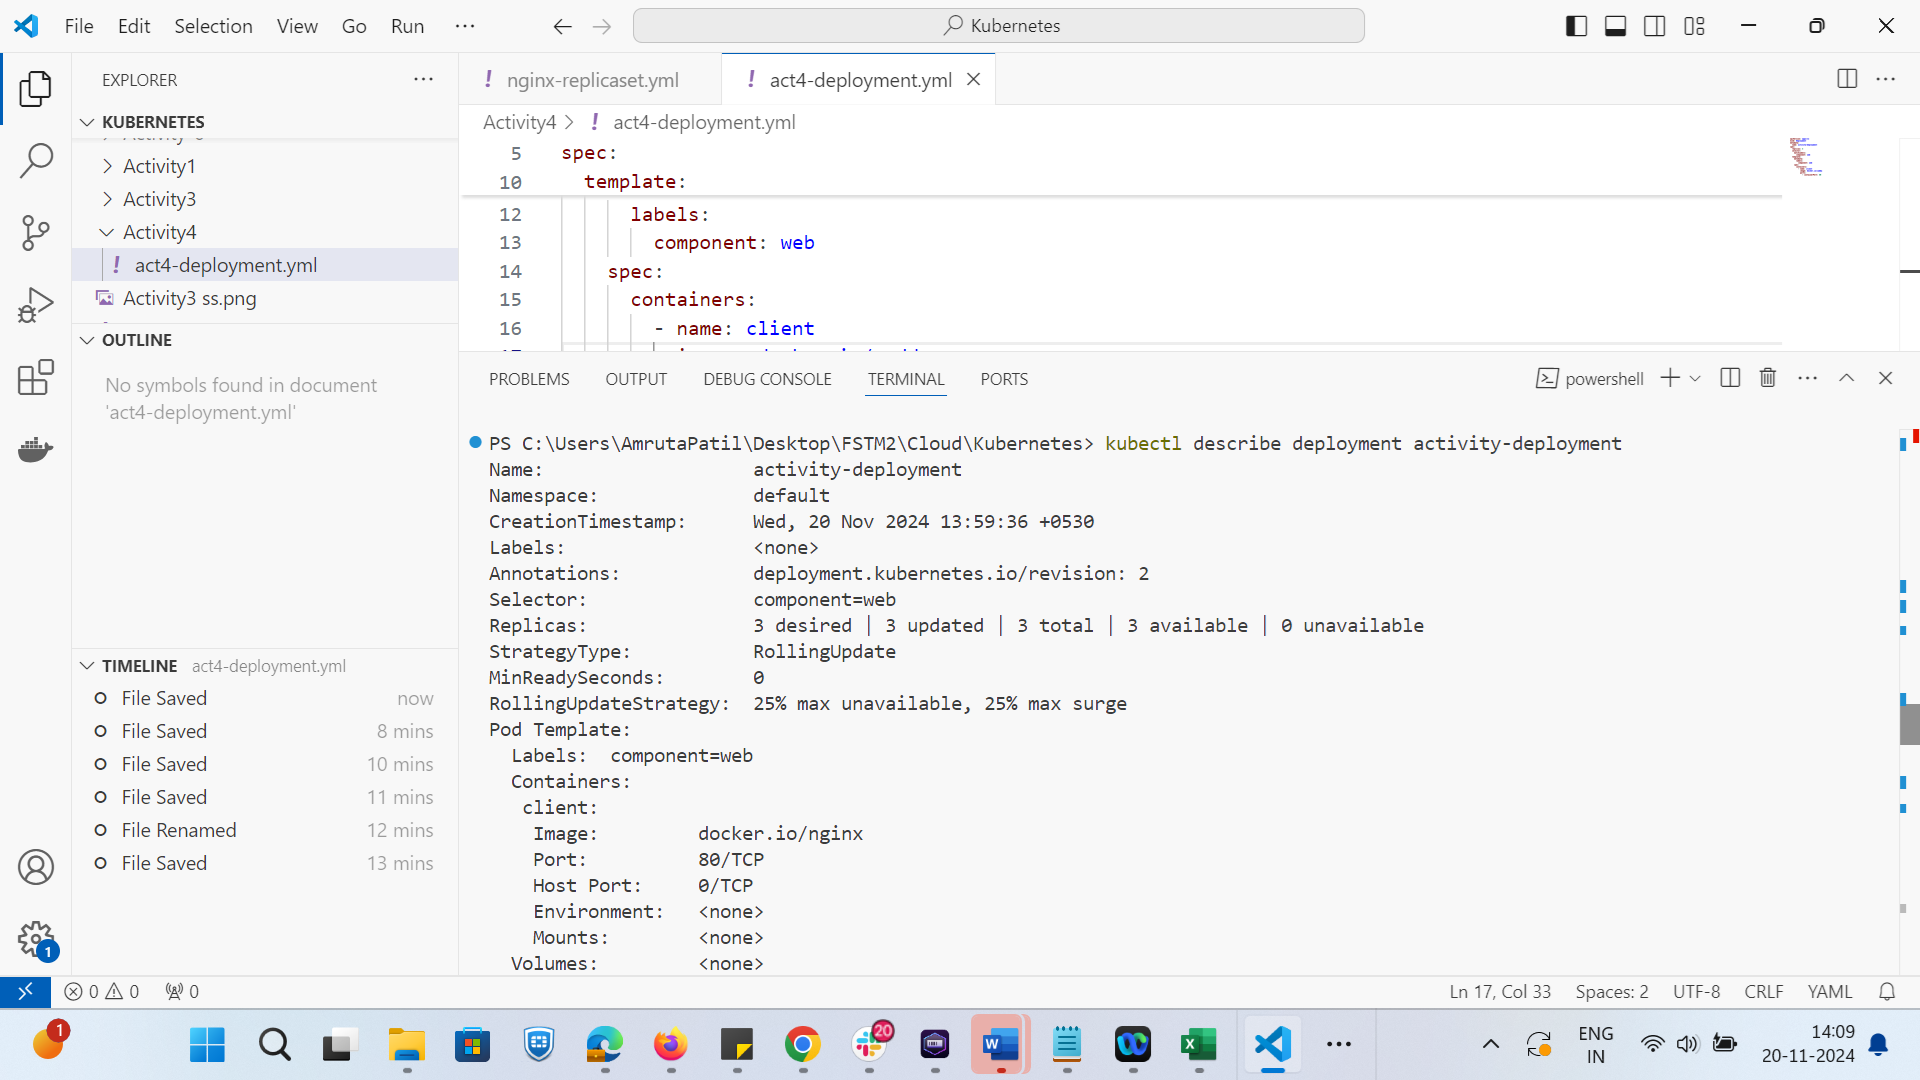 File Edit Selection View Go Run ···
Kubernetes
EXPLORER
KUBERNETES
Activity1
Activity3
Activity4
! act4-deployment.yml
Activity3 ss.png
OUTLINE
No symbols found in document
'act4-deployment.yml'
TIMELINE act4-deployment.yml
File Saved now
File Saved 8 mins
File Saved 10 mins
File Saved 11 mins
File Renamed 12 mins
File Saved 13 mins
! nginx-replicaset.yml
! act4-deployment.yml
Activity4 > ! act4-deployment.yml
5 spec:
10 template:
12 labels:
13 component: web
14 spec:
15 containers:
16 - name: client
PROBLEMS OUTPUT DEBUG CONSOLE TERMINAL PORTS
powershell
PS C:\Users\AmrutaPatil\Desktop\FSTM2\Cloud\Kubernetes> kubectl describe deployment activity-deployment
Name: activity-deployment
Namespace: default
CreationTimestamp: Wed, 20 Nov 2024 13:59:36 +0530
Labels: <none>
Annotations: deployment.kubernetes.io/revision: 2
Selector: component=web
Replicas: 3 desired | 3 updated | 3 total | 3 available | 0 unavailable
StrategyType: RollingUpdate
MinReadySeconds: 0
RollingUpdateStrategy: 25% max unavailable, 25% max surge
Pod Template:
Labels: component=web
Containers:
client:
Image: docker.io/nginx
Port: 80/TCP
Host Port: 0/TCP
Environment: <none>
Mounts: <none>
Volumes: <none>
1
0 0 0
Ln 17, Col 33 Spaces: 2 UTF-8 CRLF YAML
1
20
ENG
IN
14:09
20-11-2024